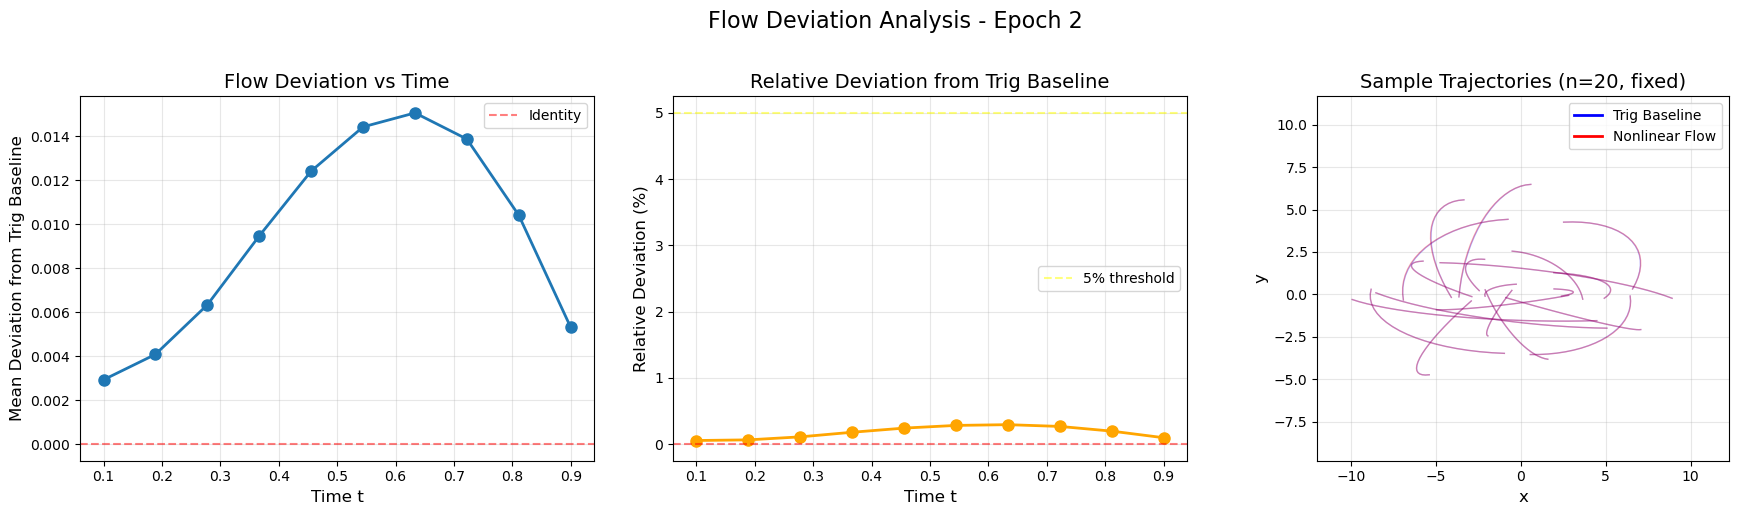 Flow Deviation Analysis - Epoch 2
Flow Deviation vs Time
Mean Deviation from Trig Baseline
0.014
0.012
0.010
0.008
0.006
0.004
0.002
0.000
Identity
0.1 0.2 0.3 0.4 0.5 0.6 0.7 0.8 0.9
Time t
Relative Deviation from Trig Baseline
Relative Deviation (%)
5
4
3
2
1
0
5% threshold
0.1 0.2 0.3 0.4 0.5 0.6 0.7 0.8 0.9
Time t
Sample Trajectories (n=20, fixed)
y
10.0
7.5
5.0
2.5
0.0
−2.5
−5.0
−7.5
Trig Baseline
Nonlinear Flow
−10 −5 0 5 10
x